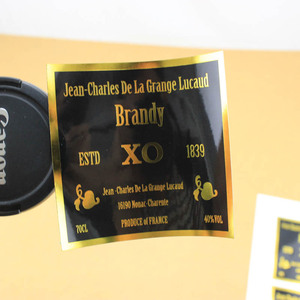 Jean-Charles De La Grange Lucaud
Brandy
ESTD XO 1839
Jean-Charles De La Grange Lucaud
16190 Nonac-Charente
70CL PRODUCE of FRANCE 40%VOL
Canon